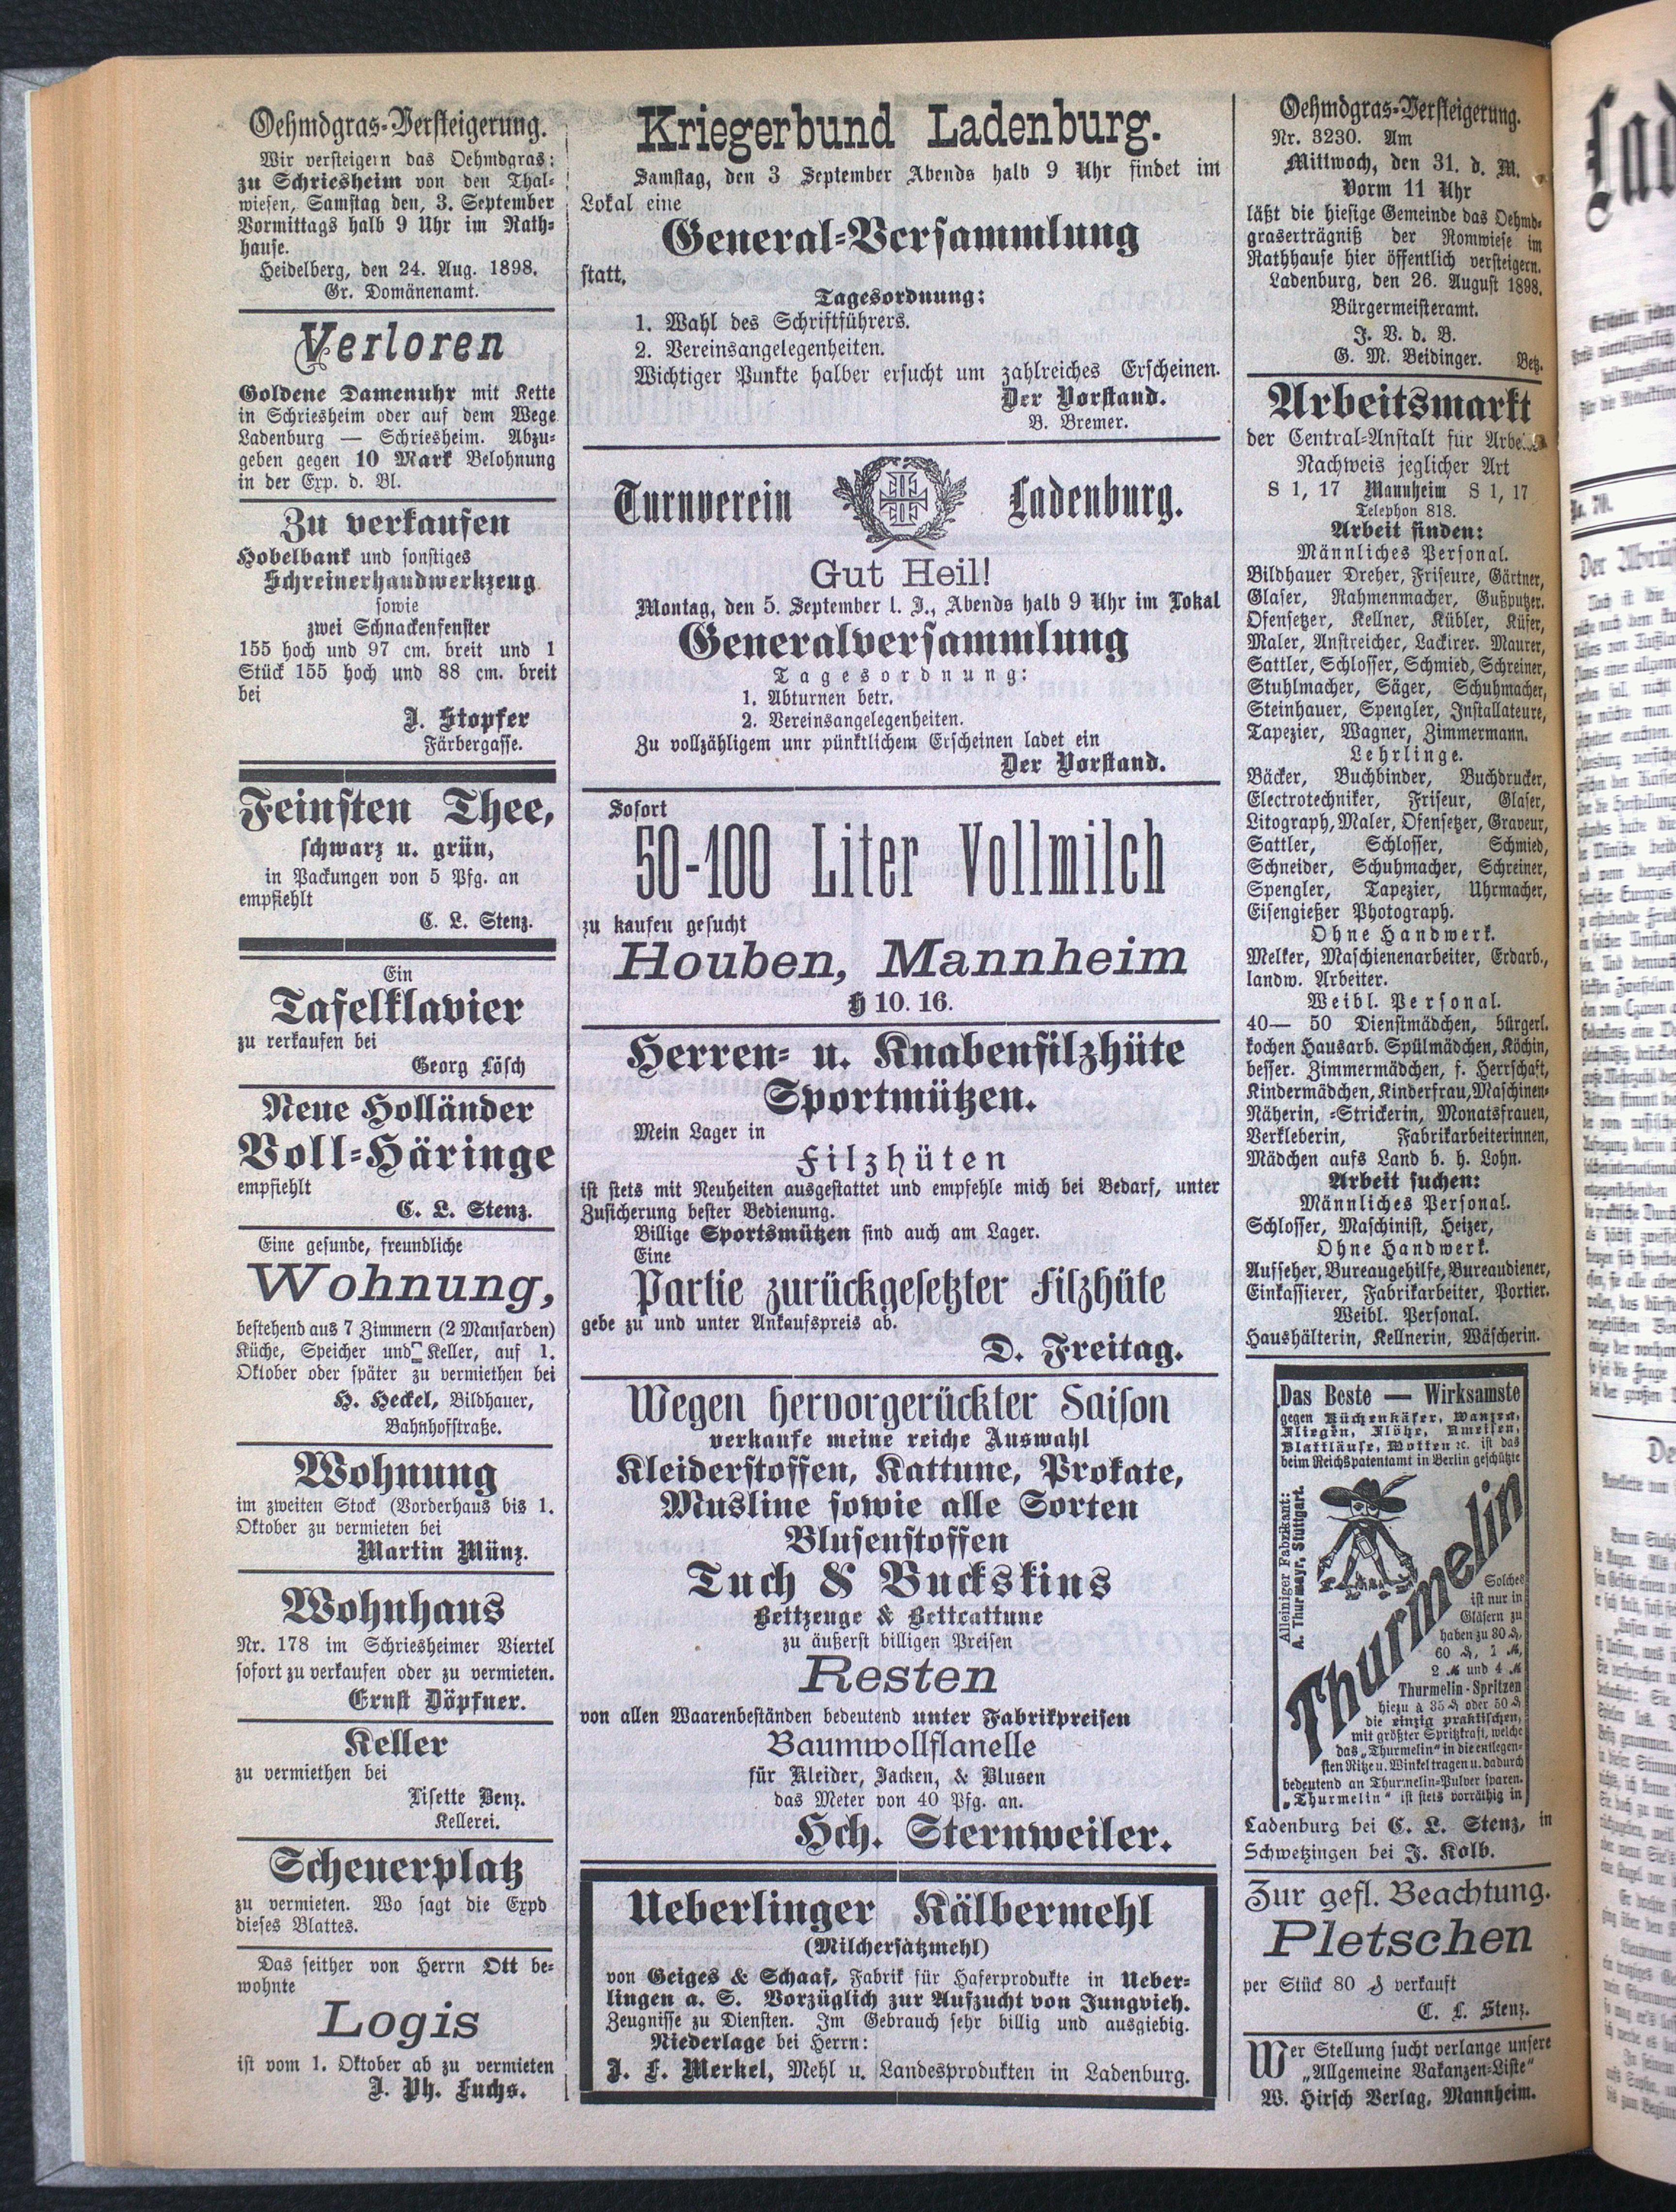 Oehmdgras-Versteigerung.
Wir versteigern das Oehmdgras:
zu Schriesheim von den Thal-
wiesen, Samstag den, 3. September
Vormittags halb 9 Uhr im Rath-
hause.
Heidelberg, den 24. Aug. 1898.
Gr. Domänenamt.
Verloren
Goldene Damenuhr mit Kette
in Schriesheim oder auf dem Wege
Ladenburg — Schriesheim. Abzu-
geben gegen 10 Mark Belohnung
in der Exp. d. Bl.
Zu verkaufen
Hobelbank und sonstiges
Schreinerhandwerkzeug
sowie
zwei Schnackenfenster
155 hoch und 97 cm. breit und 1
Stück 155 hoch und 88 cm. breit
bei
J. Stopfer
Färbergasse.
Feinsten Thee,
schwarz u. grün,
in Packungen von 5 Pfg. an
empfiehlt
C. L. Stenz.
Ein
Tafelklavier
zu rerkaufen bei
Georg Lösch
Neue Holländer
Voll-Häringe
empfiehlt
C. L. Stenz.
Eine gesunde, freundliche
Wohnung,
bestehend aus 7 Zimmern (2 Mansarden)
Küche, Speicher und Keller, auf 1.
Oktober oder später zu vermiethen bei
H. Heckel, Bildhauer,
Bahnhofstraße.
Wohnung
im zweiten Stock (Vorderhaus bis 1.
Oktober zu vermieten bei
Martin Münz.
Wohnhaus
Nr. 178 im Schriesheimer Viertel
sofort zu verkaufen oder zu vermieten.
Ernst Döpfner.
Keller
zu vermiethen bei
Lisette Benz.
Kellerei.
Scheuerplatz
zu vermieten. Wo sagt die Expd
dieses Blattes.
Das seither von Herrn Ott be-
wohnte
Logis
ist vom 1. Oktober ab zu vermieten
J. Ph. Fuchs.
Kriegerbund Ladenburg.
Samstag, den 3 September Abends halb 9 Uhr findet im
Lokal eine
General-Versammlung
statt.
Tagesordnung:
1. Wahl des Schriftführers.
2. Vereinsangelegenheiten.
Wichtiger Punkte halber ersucht um zahlreiches Erscheinen.
Der Vorstand.
B. Bremer.
Turnverein Ladenburg.
Gut Heil!
Montag, den 5. September l. J., Abends halb 9 Uhr im Lokal
Generalversammlung
Tagesordnung:
1. Abturnen betr.
2. Vereinsangelegenheiten.
Zu vollzähligem unr pünktlichem Erscheinen ladet ein
Der Vorstand.
Sofort
50-100 Liter Vollmilch
zu kaufen gesucht
Houben, Mannheim
H 10. 16.
Herren- u. Knabenfilzhüte
Sportmützen.
Mein Lager in
Filzhüten
ist stets mit Neuheiten ausgestattet und empfehle mich bei Bedarf, unter
Zusicherung bester Bedienung.
Billige Sportsmützen sind auch am Lager.
Eine
Partie zurückgesetzter Filzhüte
gebe zu und unter Ankaufspreis ab.
D. Freitag.
Wegen hervorgerückter Saison
verkaufe meine reiche Auswahl
Kleiderstoffen, Kattune, Prokate,
Musline sowie alle Sorten
Blusenstoffen
Tuch & Buckskins
Bettzeuge & Bettcattune
zu äußerst billigen Preisen
Resten
von allen Waarenbeständen bedeutend unter Fabrikpreisen
Baumwollflanelle
für Kleider, Jacken, & Blusen
das Meter von 40 Pfg. an.
Hch. Sternweiler.
Ueberlinger Kälbermehl
(Milchersatzmehl)
von Geiges & Schaaf, Fabrik für Haferprodukte in Ueber-
lingen a. S. Vorzüglich zur Aufzucht von Jungvieh.
Zeugnisse zu Diensten. Im Gebrauch sehr billig und ausgiebig.
Niederlage bei Herrn:
J. F. Merkel, Mehl u. Landesprodukten in Ladenburg.
Oehmdgras-Versteigerung.
Nr. 3230. Am
Mittwoch, den 31. d. M.
Vorm 11 Uhr
läßt die hiesige Gemeinde das Oehmd-
graserträgniß der Romwiese im
Rathhause hier öffentlich versteigern.
Ladenburg, den 26. August 1898.
Bürgermeisteramt.
J. V. d. B.
G. M. Beidinger. Betz.
Arbeitsmarkt
der Central-Anstalt für
Nachweis jeglicher Art
S 1, 17 Mannheim S 1, 17
Telephon 818.
Arbeit finden:
Männliches Personal.
Bildhauer Dreher, Friseure, Gärtner,
Glaser, Rahmenmacher, Gußputzer.
Ofensetzer, Kellner, Kübler, Küfer,
Maler, Anstreicher, Lackirer. Maurer,
Sattler, Schlosser, Schmied, Schreiner,
Stuhlmacher, Säger, Schuhmacher,
Steinhauer, Spengler, Installateure,
Tapezier, Wagner, Zimmermann.
Lehrlinge.
Bäcker, Buchbinder, Buchdrucker,
Electrotechniker, Friseur, Glaser,
Litograph, Maler, Ofensetzer, Graveur,
Sattler, Schlosser, Schmied,
Schneider, Schuhmacher, Schreiner,
Spengler, Tapezier, Uhrmacher,
Eisengießer Photograph.
Ohne Handwerk.
Melker, Maschienenarbeiter, Erdarb.,
landw. Arbeiter.
Weibl. Personal.
40— 50 Dienstmädchen, bürgerl.
kochen Hausarb. Spülmädchen, Köchin,
besser. Zimmermädchen, f. Herrschaft,
Kindermädchen, Kinderfrau, Maschinen-
Näherin, -Strickerin, Monatsfrauen,
Verkleberin, Fabrikarbeiterinnen,
Mädchen aufs Land b. h. Lohn.
Arbeit suchen:
Männliches Personal.
Schlosser, Maschinist, Heizer,
Ohne Handwerk.
Aufseher, Bureaugehilfe, Bureaudiener,
Einkassierer, Fabrikarbeiter, Portier.
Weibl. Personal.
Haushälterin, Kellnerin, Wäscherin.
Das Beste — Wirksamste
gegen Küchenkäfer, Wanzen,
Fliegen, Flöhe, Ameisen,
Blattläuse, Motten ꝛc. ist das
beim Reichspatentamt in Berlin geschützte
Alleiniger Fabrikant:
A. Thurmayr, Stuttgart.
Thurmelin
Solches
ist nur in
Gläsern zu
haben zu 30 ₰,
60 ₰, 1 ℳ,
2 ℳ und 4 ℳ
Thurmelin-Spritzen
hiezu à 35 ₰ oder 50 ₰
die einzig praktischen,
mit größter Spritzkraft, welche
das „Thurmelin“ in die entlegen-
sten Ritze u. Winkel tragen u. dadurch
bedeutend an Thurmelin-Pulver sparen.
„Thurmelin“ ist stets vorräthig in
Ladenburg bei C. L. Stenz, in
Schwetzingen bei J. Kolb.
Zur gefl. Beachtung.
Pletschen
per Stück 80 ₰ verkauft
C. L. Stenz.
Wer Stellung sucht verlange unsere
„Allgemeine Vakanzen-Liste“
W. Hirsch Verlag, Mannheim.
No. 70.